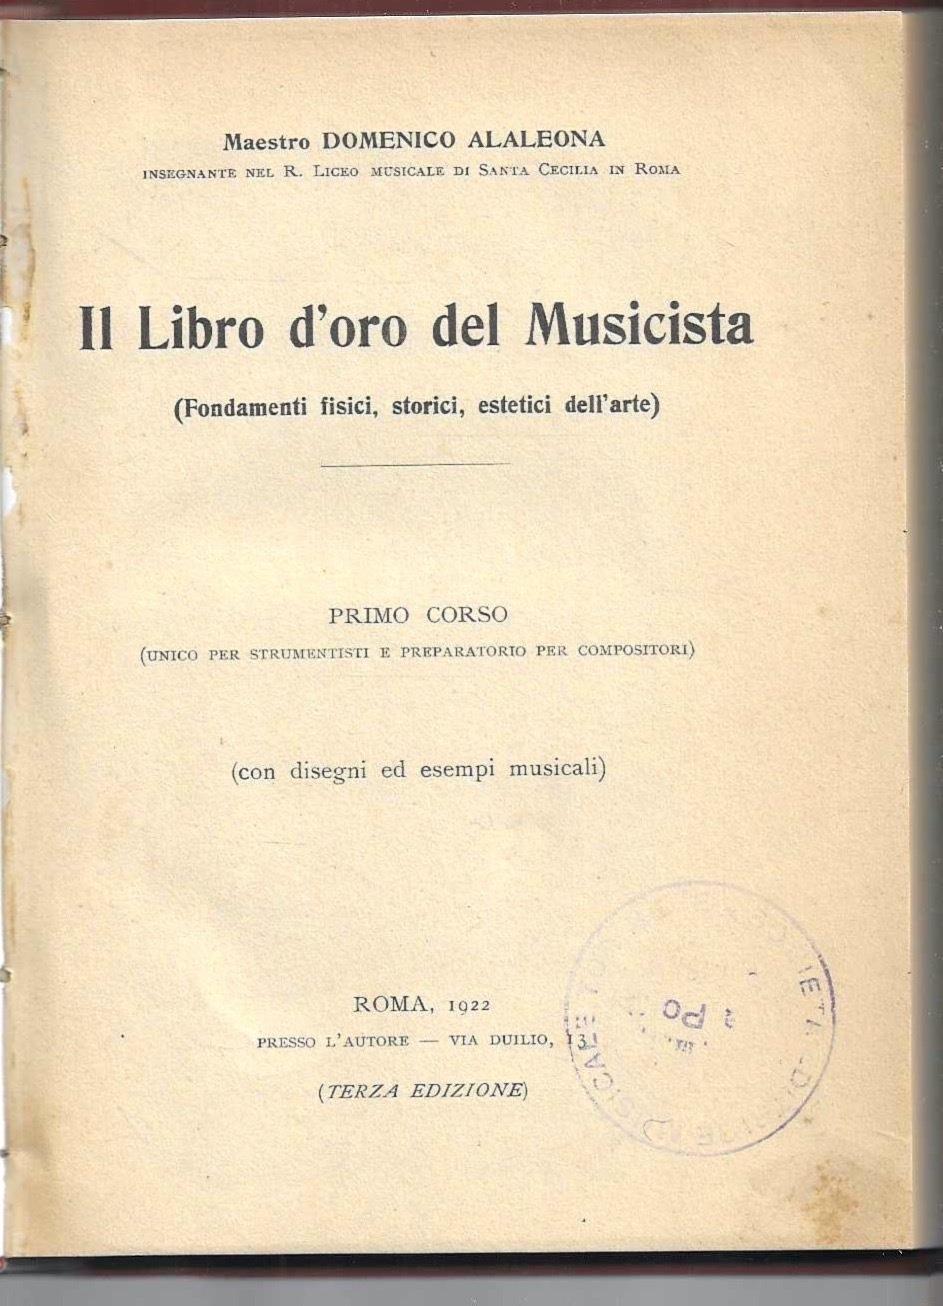 Maestro DOMENICO ALALEONA
INSEGNANTE NEL R. LICEO MUSICALE DI SANTA CECILIA IN ROMA
Il Libro d'oro del Musicista
(Fondamenti fisici, storici, estetici dell'arte)
PRIMO CORSO
(UNICO PER STRUMENTISTI E PREPARATORIO PER COMPOSITORI)
(con disegni ed esempi musicali)
ROMA, 1922
PRESSO L'AUTORE — VIA DUILIO, 13
(TERZA EDIZIONE)